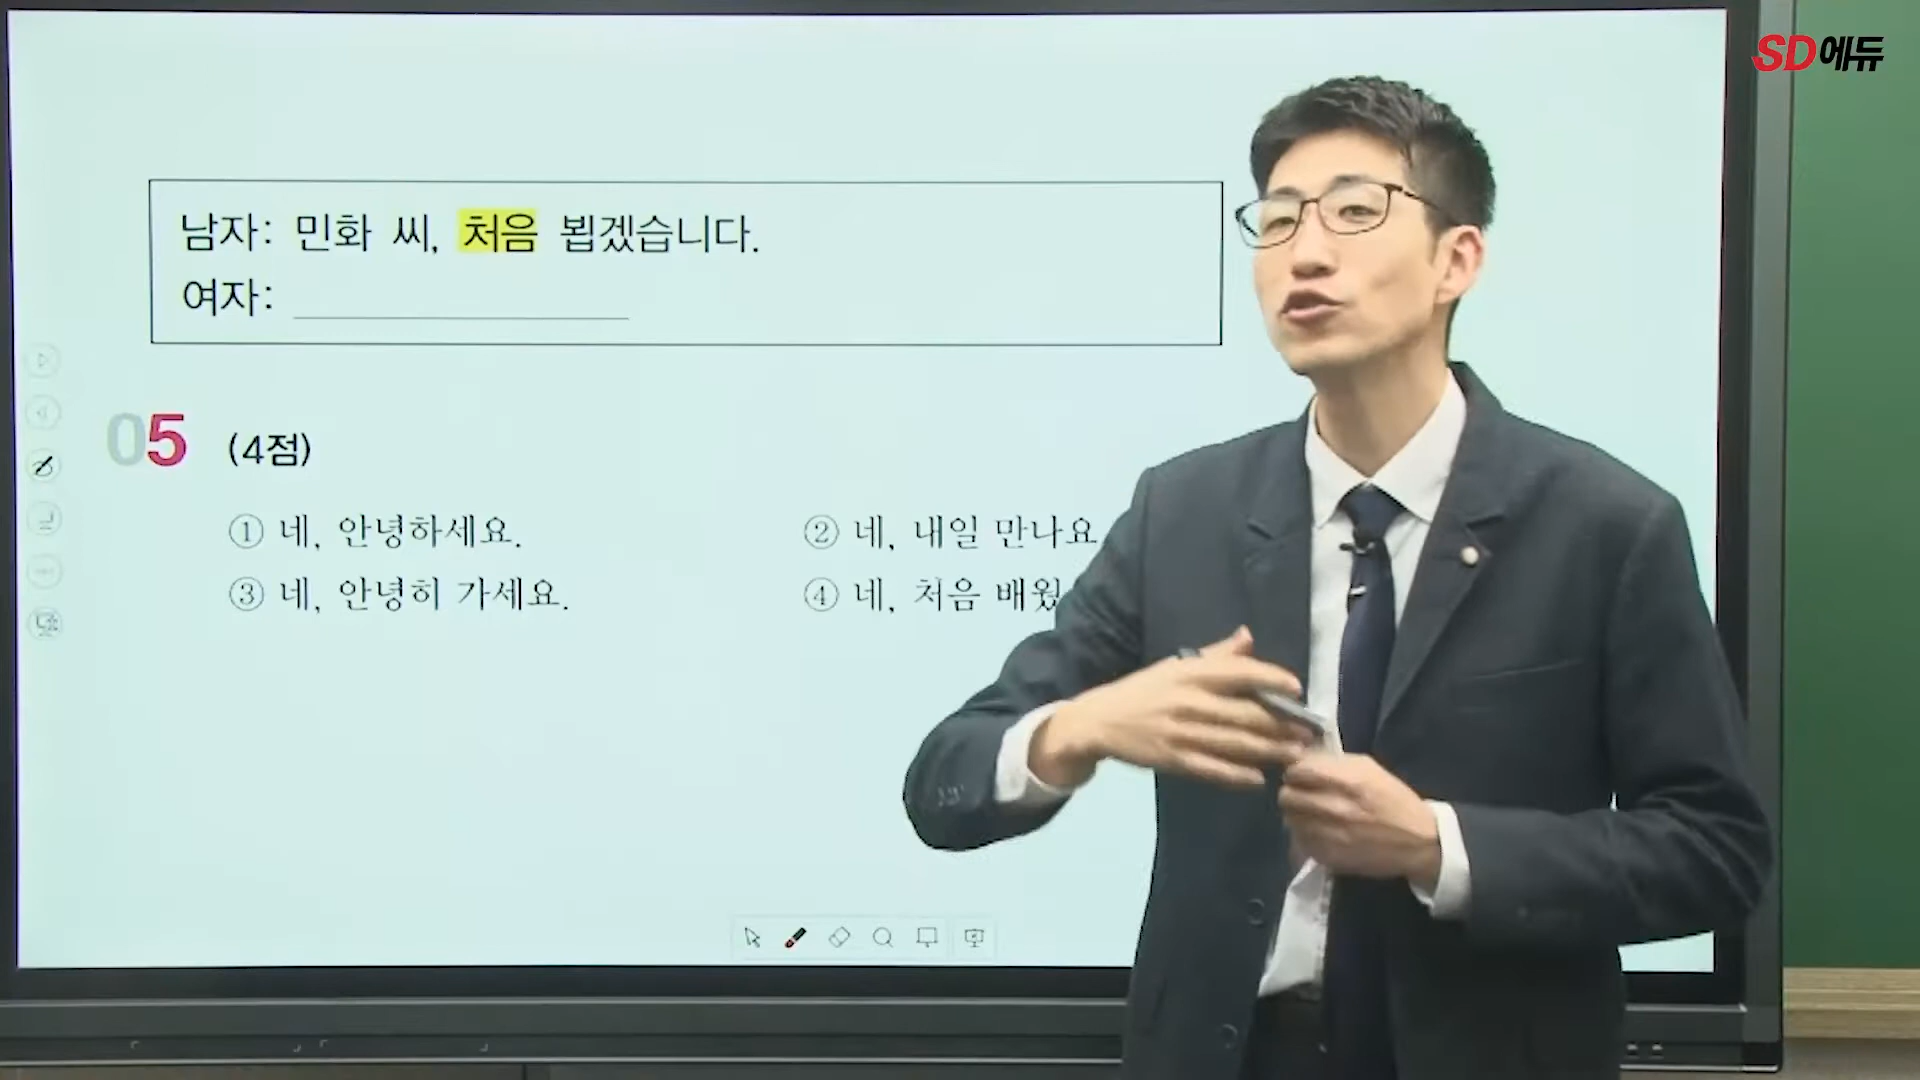 SD에듀
남자: 민화 씨, 처음 뵙겠습니다.
여자:
05 (4점)
① 네, 안녕하세요.
② 네, 내일 만나요
③ 네, 안녕히 가세요.
④ 네, 처음 배웠